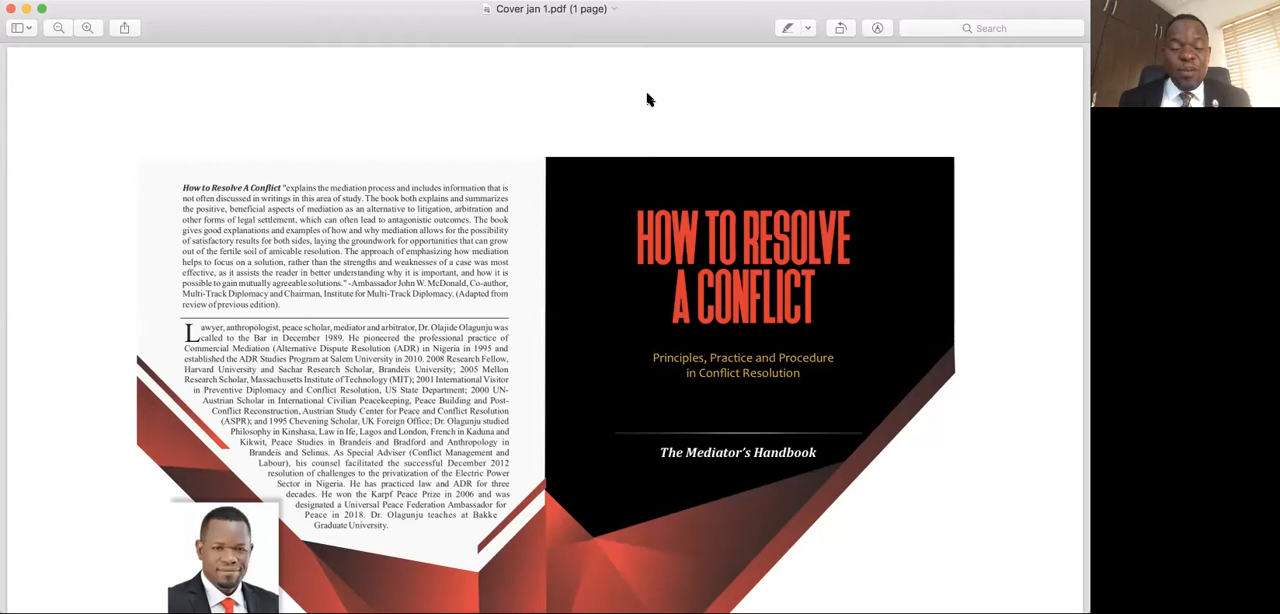 Cover jan 1.pdf (1 page)
Search
How to Resolve A Conflict "explains the mediation process and includes information that is
not often discussed in writings in this area of study. The book both explains and summarizes
the positive, beneficial aspects of mediation as an alternative to litigation, arbitration and
other forms of legal settlement, which can often lead to antagonistic outcomes. The book
gives good explanations and examples of how and why mediation allows for the possibility
of satisfactory results for both sides, laying the groundwork for opportunities that can grow
out of the fertile soil of amicable resolution. The approach of emphasizing how mediation
helps to focus on a solution, rather than the strengths and weaknesses of a case was most
effective, as it assists the reader in better understanding why it is important, and how it is
possible to gain mutually agreeable solutions." -Ambassador John W. McDonald, Co-author,
Multi-Track Diplomacy and Chairman, Institute for Multi-Track Diplomacy. (Adapted from
review of previous edition).
Lawyer, anthropologist, peace scholar, mediator and arbitrator, Dr. Olajide Olagunju was
called to the Bar in December 1989. He pioneered the professional practice of
Commercial Mediation (Alternative Dispute Resolution (ADR) in Nigeria in 1995 and
established the ADR Studies Program at Salem University in 2010. 2008 Research Fellow,
Harvard University and Sachar Research Scholar, Brandeis University; 2005 Mellon
Research Scholar, Massachusetts Institute of Technology (MIT); 2001 International Visitor
in Preventive Diplomacy and Conflict Resolution, US State Department; 2000 UN-
Austrian Scholar in International Civilian Peacekeeping, Peace Building and Post-
Conflict Reconstruction, Austrian Study Center for Peace and Conflict Resolution
(ASPR); and 1995 Chevening Scholar, UK Foreign Office; Dr. Olagunju studied
Philosophy in Kinshasa, Law in Ife, Lagos and London, French in Kaduna and
Kikwit, Peace Studies in Brandeis and Bradford and Anthropology in
Brandeis and Selinus. As Special Adviser (Conflict Management and
Labour), his counsel facilitated the successful December 2012
resolution of challenges to the privatization of the Electric Power
Sector in Nigeria. He has practiced law and ADR for three
decades. He won the Karpf Peace Prize in 2006 and was
designated a Universal Peace Federation Ambassador for
Peace in 2018. Dr. Olagunju teaches at Bakke
Graduate University.
HOW TO RESOLVE
A CONFLICT
Principles, Practice and Procedure
in Conflict Resolution
The Mediator's Handbook